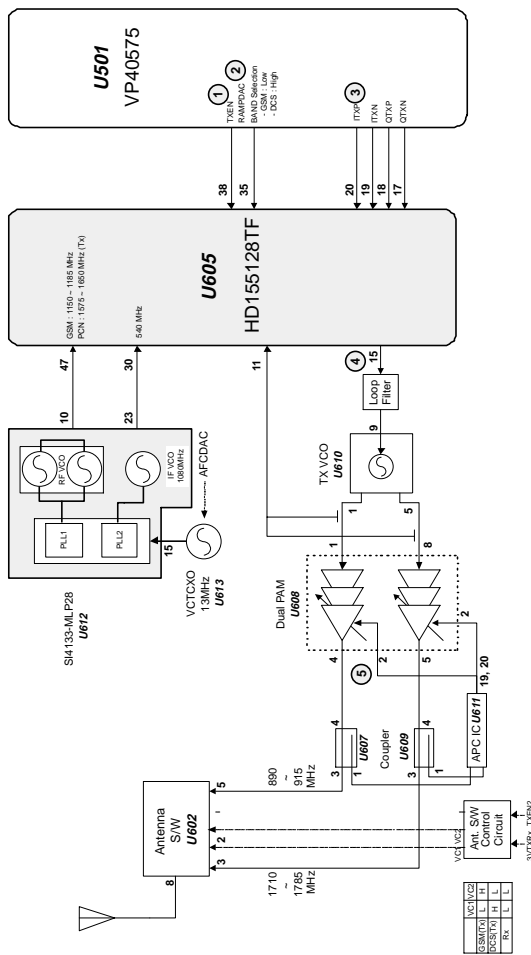 U501
VP40575
1
2
TXEN
RAMPDAC
BAND Selection
- GSM : Low
- DCS : High
3
ITXP
ITXN
QTXP
QTXN
38
35
20
19
18
17
GSM : 1150 ~ 1185 MHz
PCN : 1575 ~ 1650 MHz (Tx)
540 MHz
U605
HD155128TF
47
30
11
4
15
10
23
RF VCO
IF VCO
1080MHz
PLL1
PLL2
15
AFCDAC
VCTCXO
13MHz
U613
SI4133-MLP28
U612
Loop
Filter
9
TX VCO
U610
1
5
1
8
Dual PAM
U608
4
5
2
2
5
19, 20
4
U607
3
1
Coupler
4
U609
3
1
APC IC U611
Antenna
S/W
U602
8
5
2
3
890
~
915
MHz
1710
~
1785
MHz
VC1 VC2
Ant. S/W
Control
Circuit
3VTXRx TXEN2
VC1 VC2
GSM(Tx) L H
DCS(Tx) H L
Rx L L